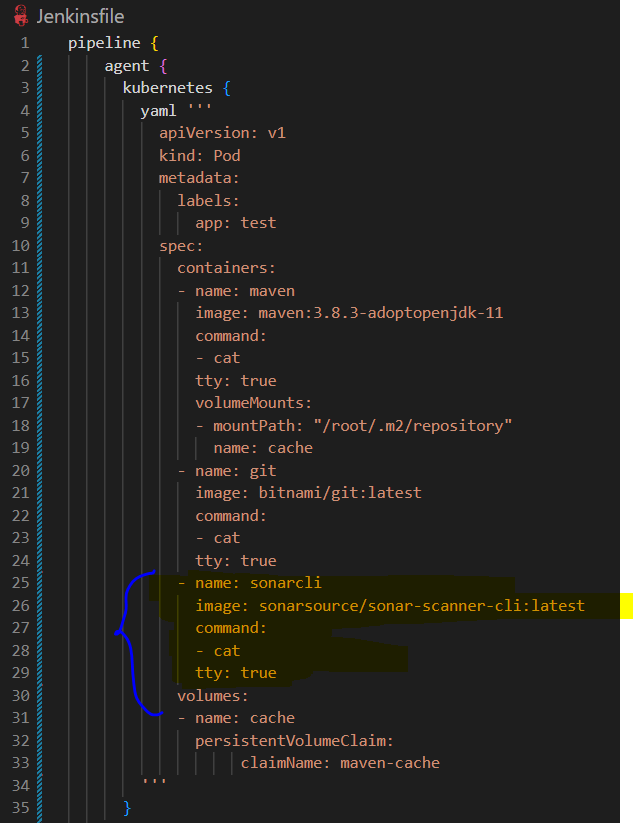 Jenkinsfile
1 pipeline {
2 agent {
3 kubernetes {
4 yaml '''
5 apiVersion: v1
6 kind: Pod
7 metadata:
8 labels:
9 app: test
10 spec:
11 containers:
12 - name: maven
13 image: maven:3.8.3-adoptopenjdk-11
14 command:
15 - cat
16 tty: true
17 volumeMounts:
18 - mountPath: "/root/.m2/repository"
19 name: cache
20 - name: git
21 image: bitnami/git:latest
22 command:
23 - cat
24 tty: true
25 - name: sonarcli
26 image: sonarsource/sonar-scanner-cli:latest
27 command:
28 - cat
29 tty: true
30 volumes:
31 - name: cache
32 persistentVolumeClaim:
33 claimName: maven-cache
34 '''
35 }